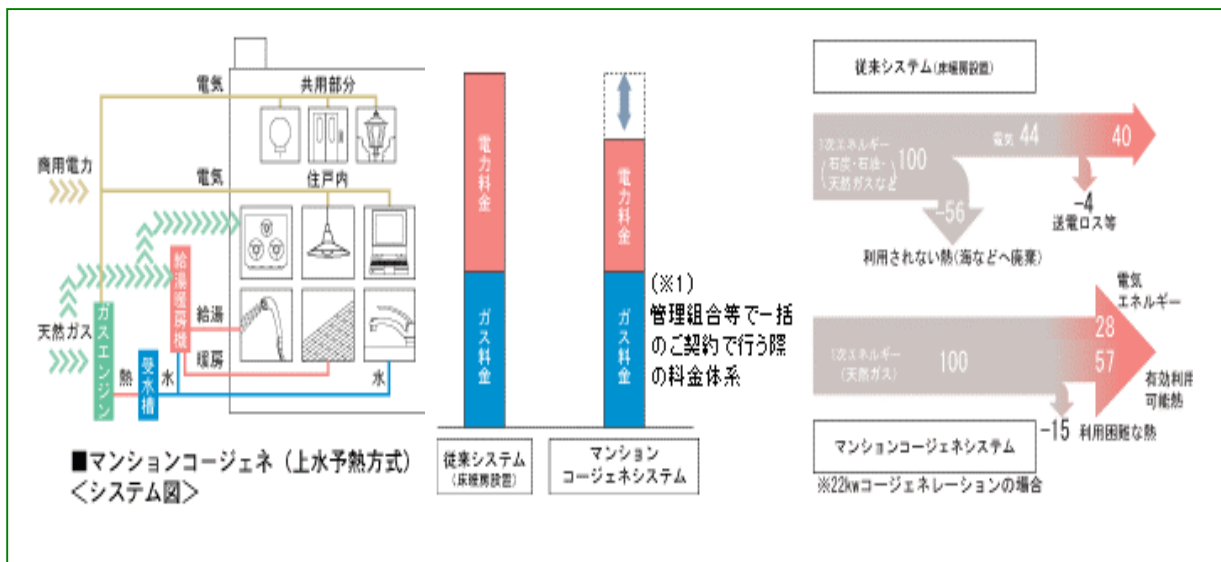 電気
共用部分
商用電力
電気
住戸内
給湯暖房機
天然ガス
ガスエンジン
給湯
暖房
熱
受水槽
水
水
■マンションコージェネ（上水予熱方式）
＜システム図＞
電力料金
ガス料金
従来システム
(床暖房設置)
電力料金
ガス料金
マンション
コージェネシステム
(※1)
管理組合等で一括
のご契約で行う際
の料金体系
従来システム(床暖房設置)
1次エネルギー
(石炭・石油・
天然ガスなど)
100
電気 44
40
-4
送電ロス等
-56
利用されない熱(海などへ廃棄)
電気
エネルギー
1次エネルギー
(天然ガス)
100
28
57
有効利用
可能熱
-15 利用困難な熱
マンションコージェネシステム
※22kwコージェネレーションの場合